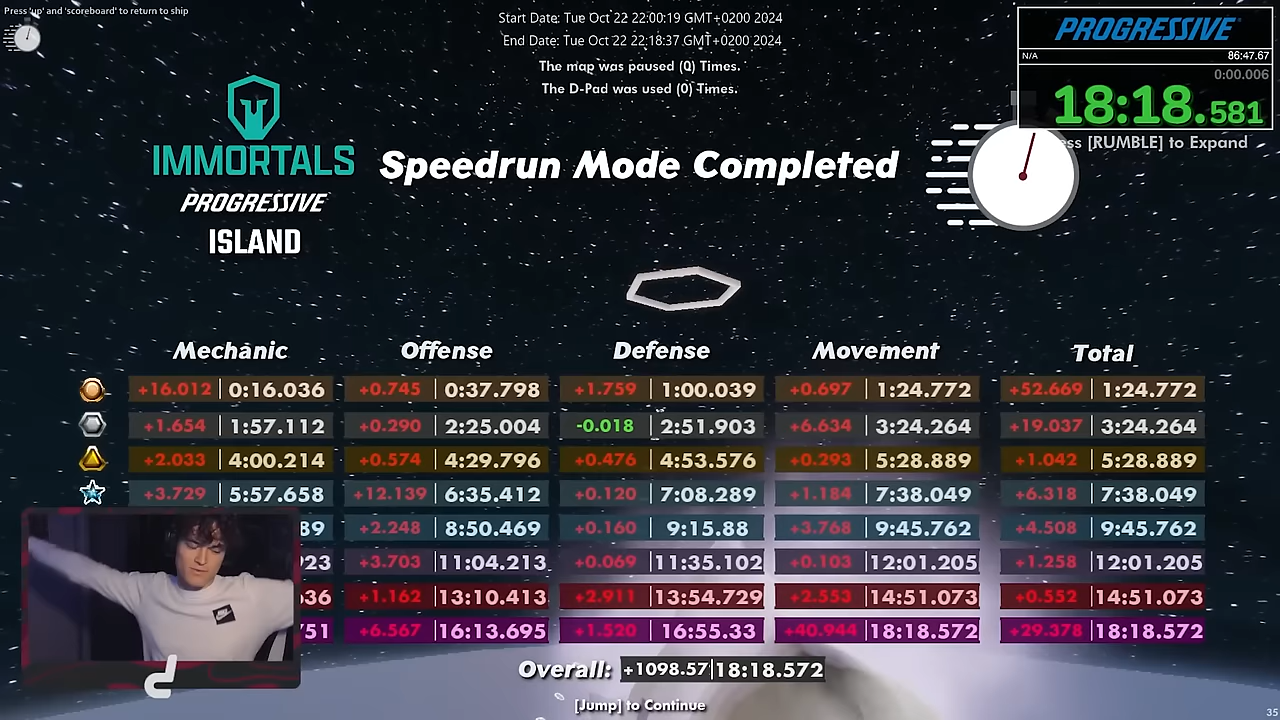 Press 'up' and 'scoreboard' to return to ship
Start Date: Tue Oct 22 22:00:19 GMT+0200 2024
End Date: Tue Oct 22 22:18:37 GMT+0200 2024
The map was paused (0) Times.
The D-Pad was used (0) Times.
PROGRESSIVE
N/A 86:47.67
0:00.006
18:18.581
[RUMBLE] to Expand
IMMORTALS
PROGRESSIVE
ISLAND
Speedrun Mode Completed
Mechanic Offense Defense Movement Total
+16.012 0:16.036 +0.745 0:37.798 +1.759 1:00.039 +0.697 1:24.772 +52.669 1:24.772
+1.654 1:57.112 +0.290 2:25.004 -0.018 2:51.903 +6.634 3:24.264 +19.037 3:24.264
+2.033 4:00.214 +0.574 4:29.796 +0.476 4:53.576 +0.293 5:28.889 +1.042 5:28.889
+3.729 5:57.658 +12.139 6:35.412 +0.120 7:08.289 +1.184 7:38.049 +6.318 7:38.049
89 +2.248 8:50.469 +0.160 9:15.88 +3.768 9:45.762 +4.508 9:45.762
923 +3.703 11:04.213 +0.069 11:35.102 +0.103 12:01.205 +1.258 12:01.205
636 +1.162 13:10.413 +2.911 13:54.729 +2.553 14:51.073 +0.552 14:51.073
751 +6.567 16:13.695 +1.520 16:55.33 +40.944 18:18.572 +29.378 18:18.572
Overall: +1098.57 18:18.572
[Jump] to Continue
35